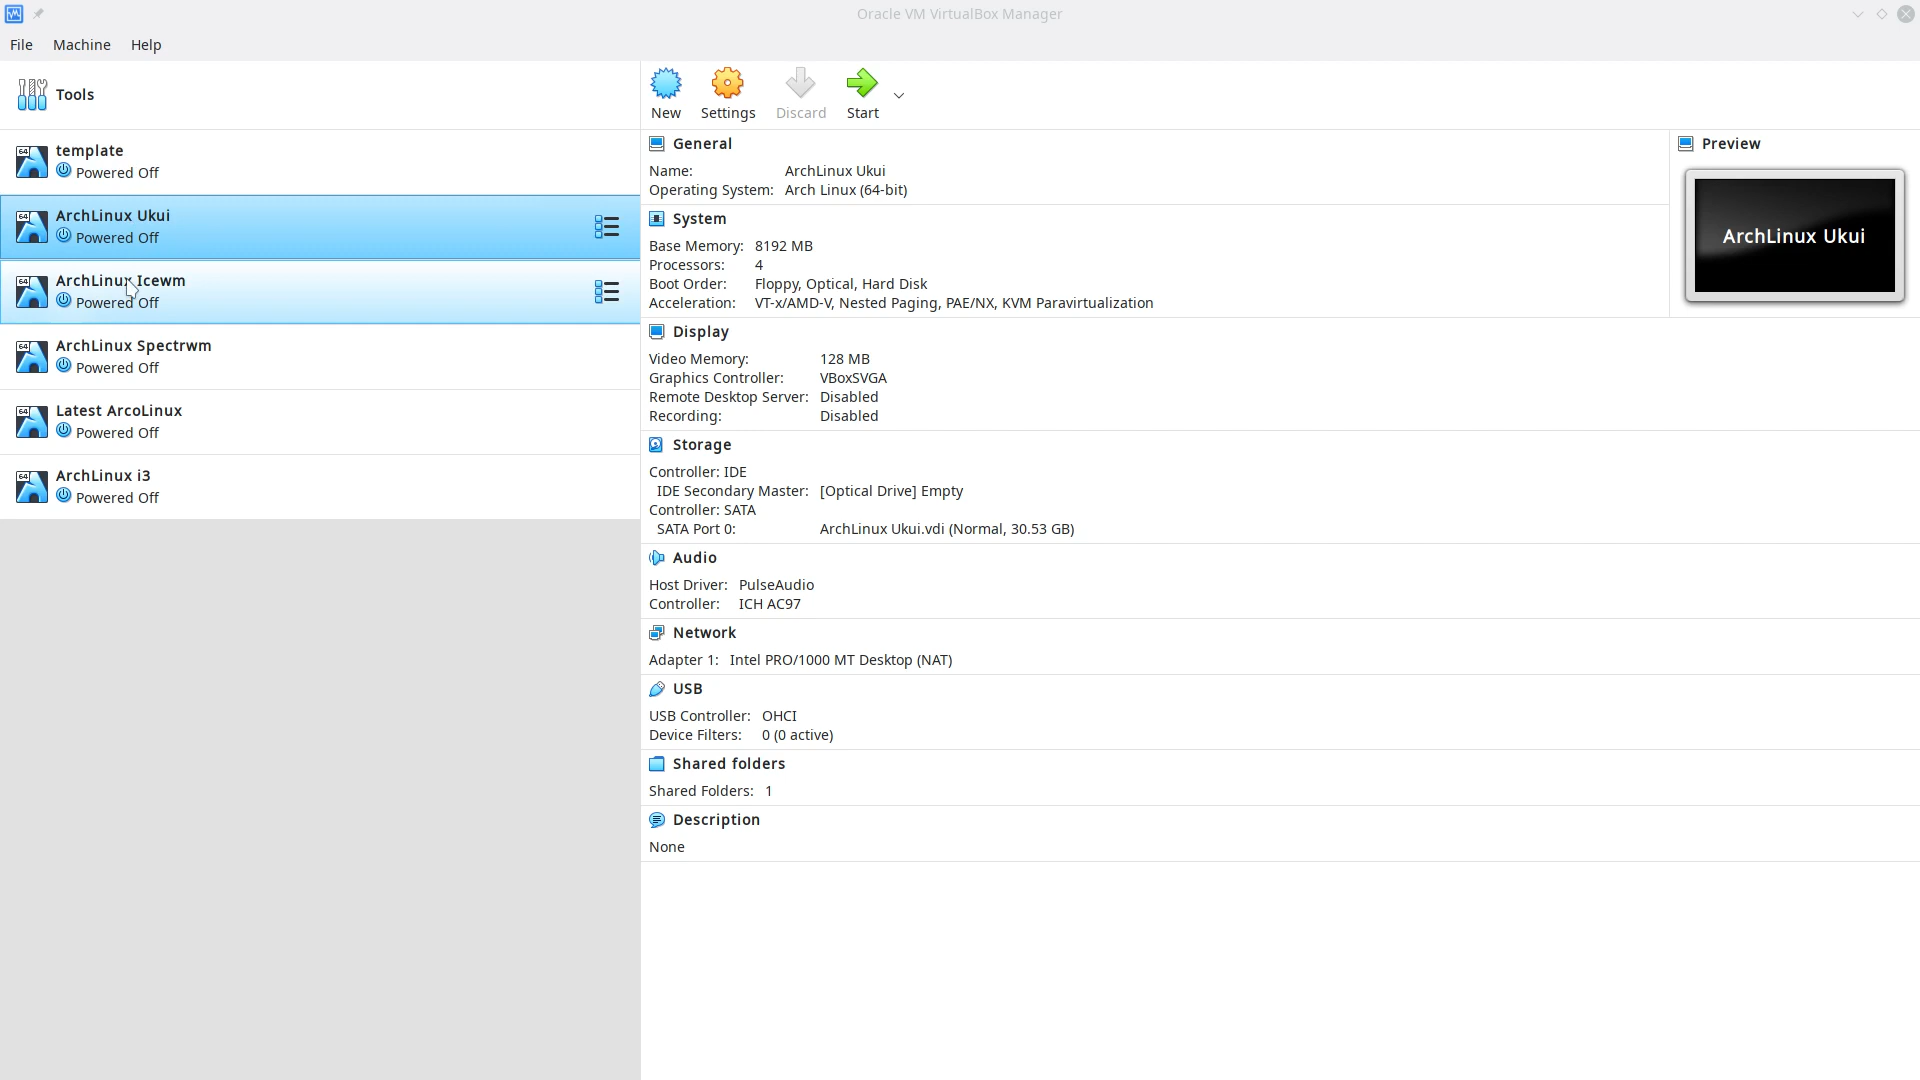 Oracle VM VirtualBox Manager
File Machine Help
Tools
New Settings Discard Start
64 template
Powered Off
64 ArchLinux Ukui
Powered Off
64 ArchLinux Icewm
Powered Off
64 ArchLinux Spectrwm
Powered Off
64 Latest ArcoLinux
Powered Off
64 ArchLinux i3
Powered Off
General
Name: ArchLinux Ukui
Operating System: Arch Linux (64-bit)
System
Base Memory: 8192 MB
Processors: 4
Boot Order: Floppy, Optical, Hard Disk
Acceleration: VT-x/AMD-V, Nested Paging, PAE/NX, KVM Paravirtualization
Preview
ArchLinux Ukui
Display
Video Memory: 128 MB
Graphics Controller: VBoxSVGA
Remote Desktop Server: Disabled
Recording: Disabled
Storage
Controller: IDE
IDE Secondary Master: [Optical Drive] Empty
Controller: SATA
SATA Port 0: ArchLinux Ukui.vdi (Normal, 30.53 GB)
Audio
Host Driver: PulseAudio
Controller: ICH AC97
Network
Adapter 1: Intel PRO/1000 MT Desktop (NAT)
USB
USB Controller: OHCI
Device Filters: 0 (0 active)
Shared folders
Shared Folders: 1
Description
None